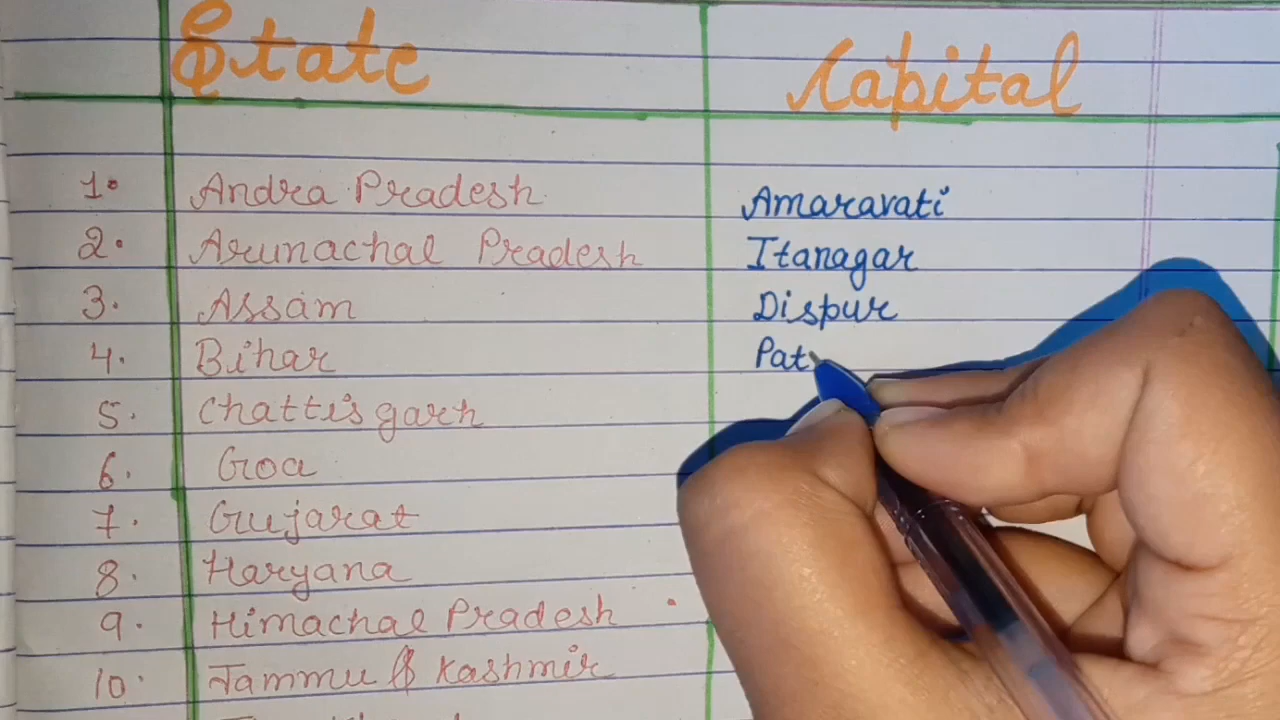 State Capital
1. Andra Pradesh Amaravati
2. Arunachal Pradesh Itanagar
3. Assam Dispur
4. Bihar Pat
5. Chattisgarh
6. Goa
7. Gujarat
8. Haryana
9. Himachal Pradesh
10. Jammu & Kashmir